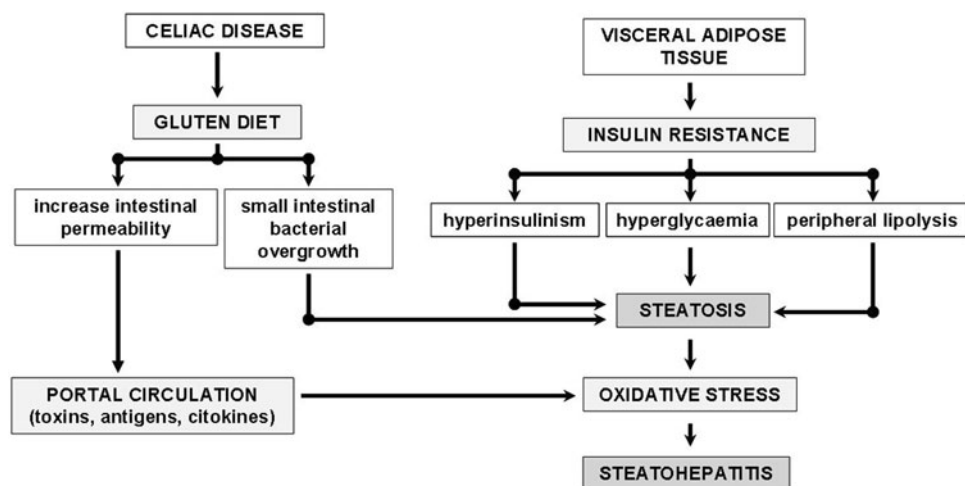 CELIAC DISEASE
VISCERAL ADIPOSE
TISSUE
GLUTEN DIET
INSULIN RESISTANCE
increase intestinal
permeability
small intestinal
bacterial
overgrowth
hyperinsulinism
hyperglycaemia
peripheral lipolysis
STEATOSIS
PORTAL CIRCULATION
(toxins, antigens, citokines)
OXIDATIVE STRESS
STEATOHEPATITIS